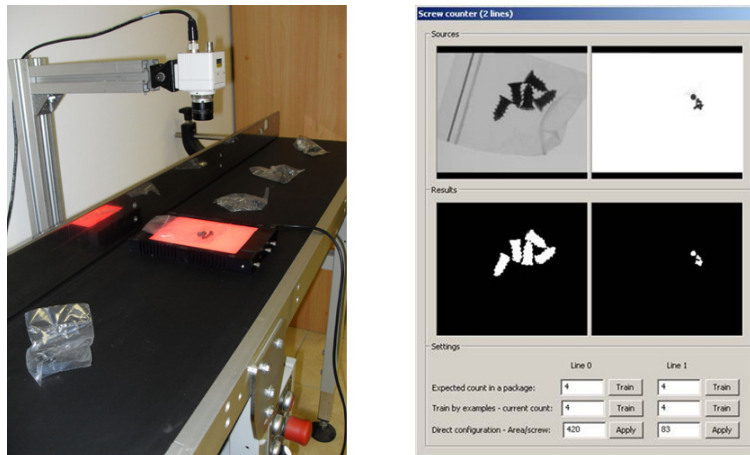 Screw counter (2 lines)
Sources
Results
Settings
Line 0 Line 1
Expected count in a package: 4 Train 4 Train
Train by examples - current count: 4 Train 4 Train
Direct configuration - Area/screw: 420 Apply 83 Apply